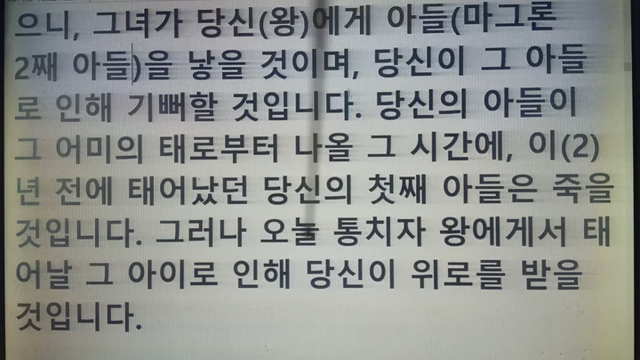 으니, 그녀가 당신(왕)에게 아들(마그론
2째 아들)을 낳을 것이며, 당신이 그 아들
로 인해 기뻐할 것입니다. 당신의 아들이
그 어미의 태로부터 나올 그 시간에, 이(2)
년 전에 태어났던 당신의 첫째 아들은 죽을
것입니다. 그러나 오늘 통치자 왕에게서 태
어날 그 아이로 인해 당신이 위로를 받을
것입니다.